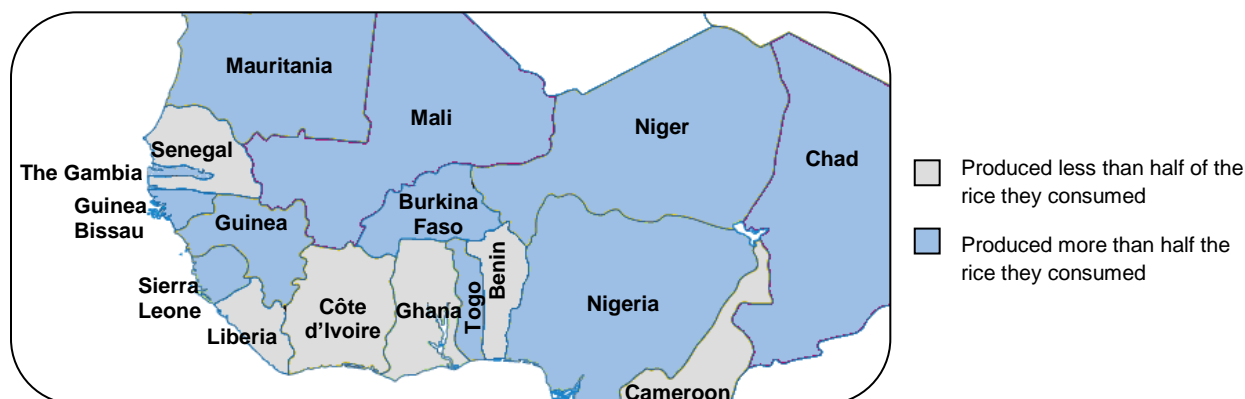 Mauritania
Mali
Niger
Chad
Senegal
The Gambia
Guinea
Bissau
Guinea
Burkina
Faso
Sierra
Leone
Liberia
Côte
d'Ivoire
Ghana
Togo
Benin
Nigeria
Cameroon
Produced less than half of the
rice they consumed
Produced more than half the
rice they consumed